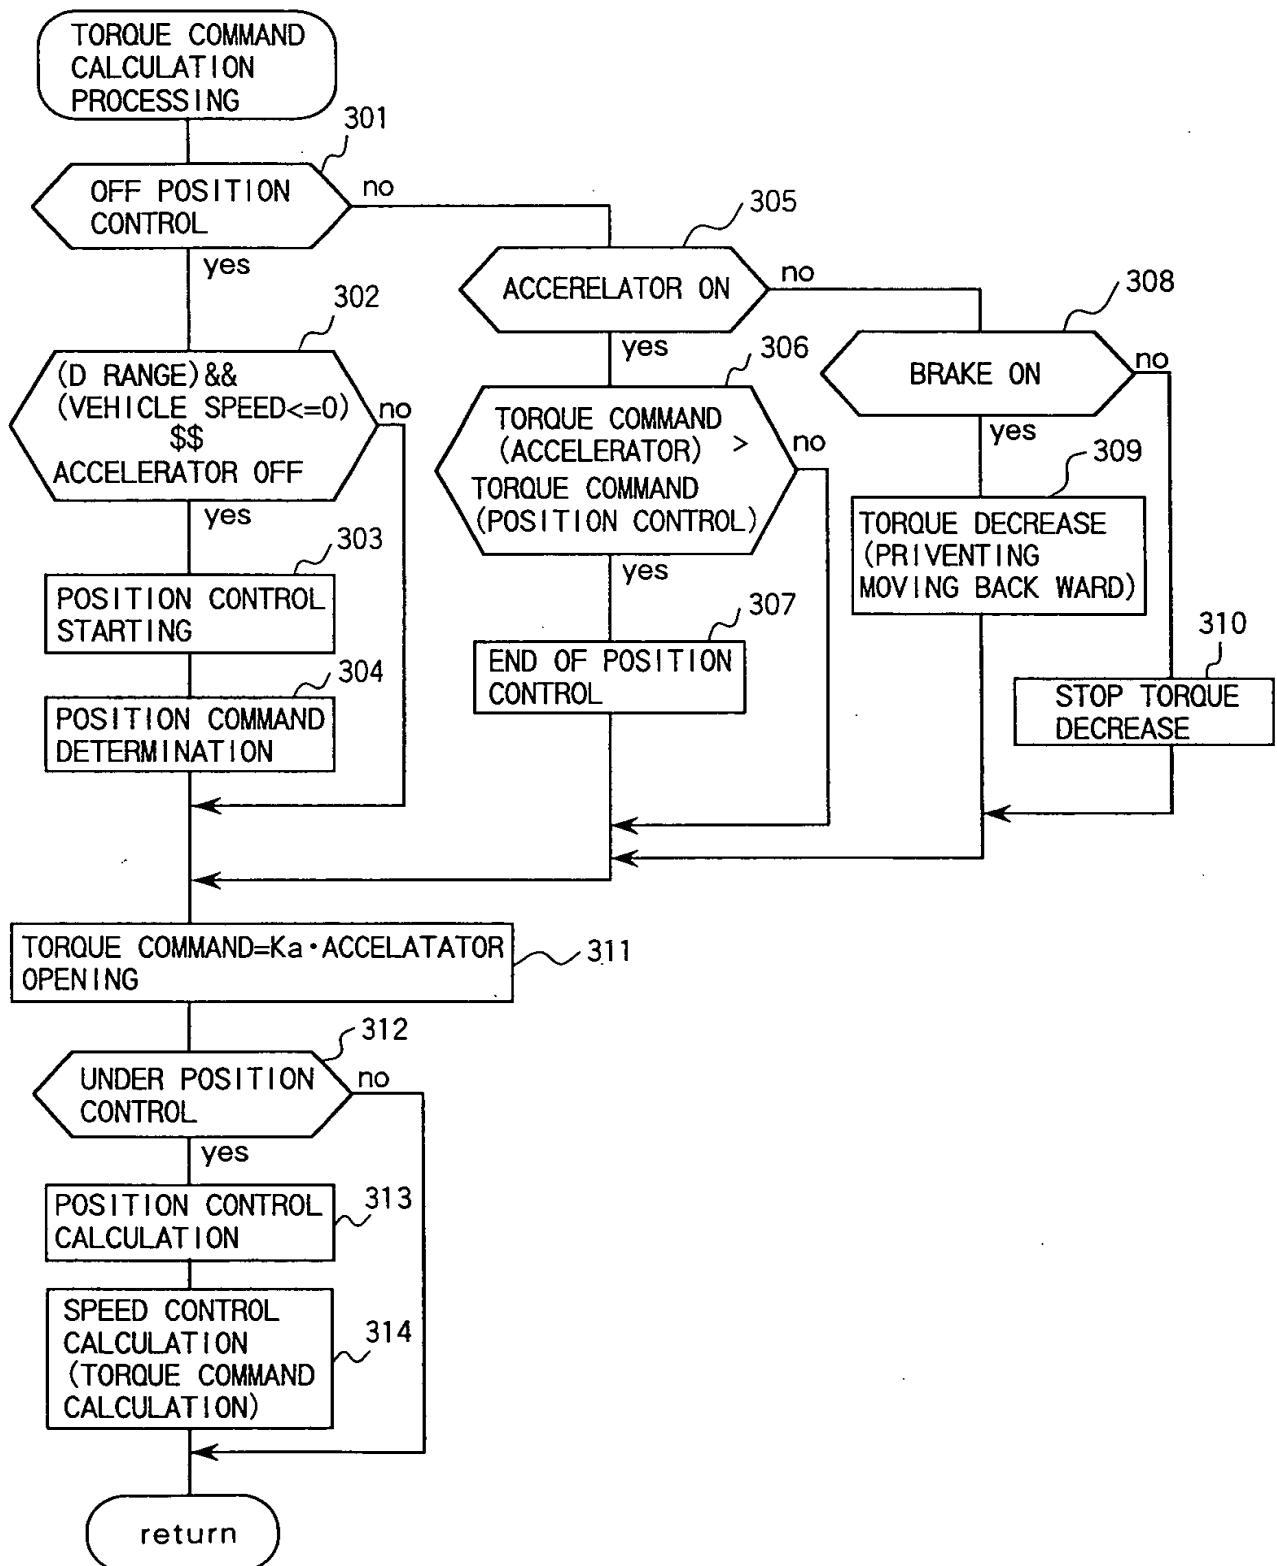 TORQUE COMMAND
CALCULATION
PROCESSING
301
OFF POSITION
CONTROL
no
yes
302
(D RANGE)&&
(VEHICLE SPEED<=0)
$$
ACCELERATOR OFF
no
yes
303
POSITION CONTROL
STARTING
304
POSITION COMMAND
DETERMINATION
305
ACCERELATOR ON
no
yes
306
TORQUE COMMAND
(ACCELERATOR) >
TORQUE COMMAND
(POSITION CONTROL)
no
yes
307
END OF POSITION
CONTROL
308
BRAKE ON
no
yes
309
TORQUE DECREASE
(PRIVENTING
MOVING BACK WARD)
310
STOP TORQUE
DECREASE
TORQUE COMMAND=Ka·ACCELATATOR
OPENING
311
312
UNDER POSITION
CONTROL
no
yes
POSITION CONTROL
CALCULATION
313
SPEED CONTROL
CALCULATION
(TORQUE COMMAND
CALCULATION)
314
return